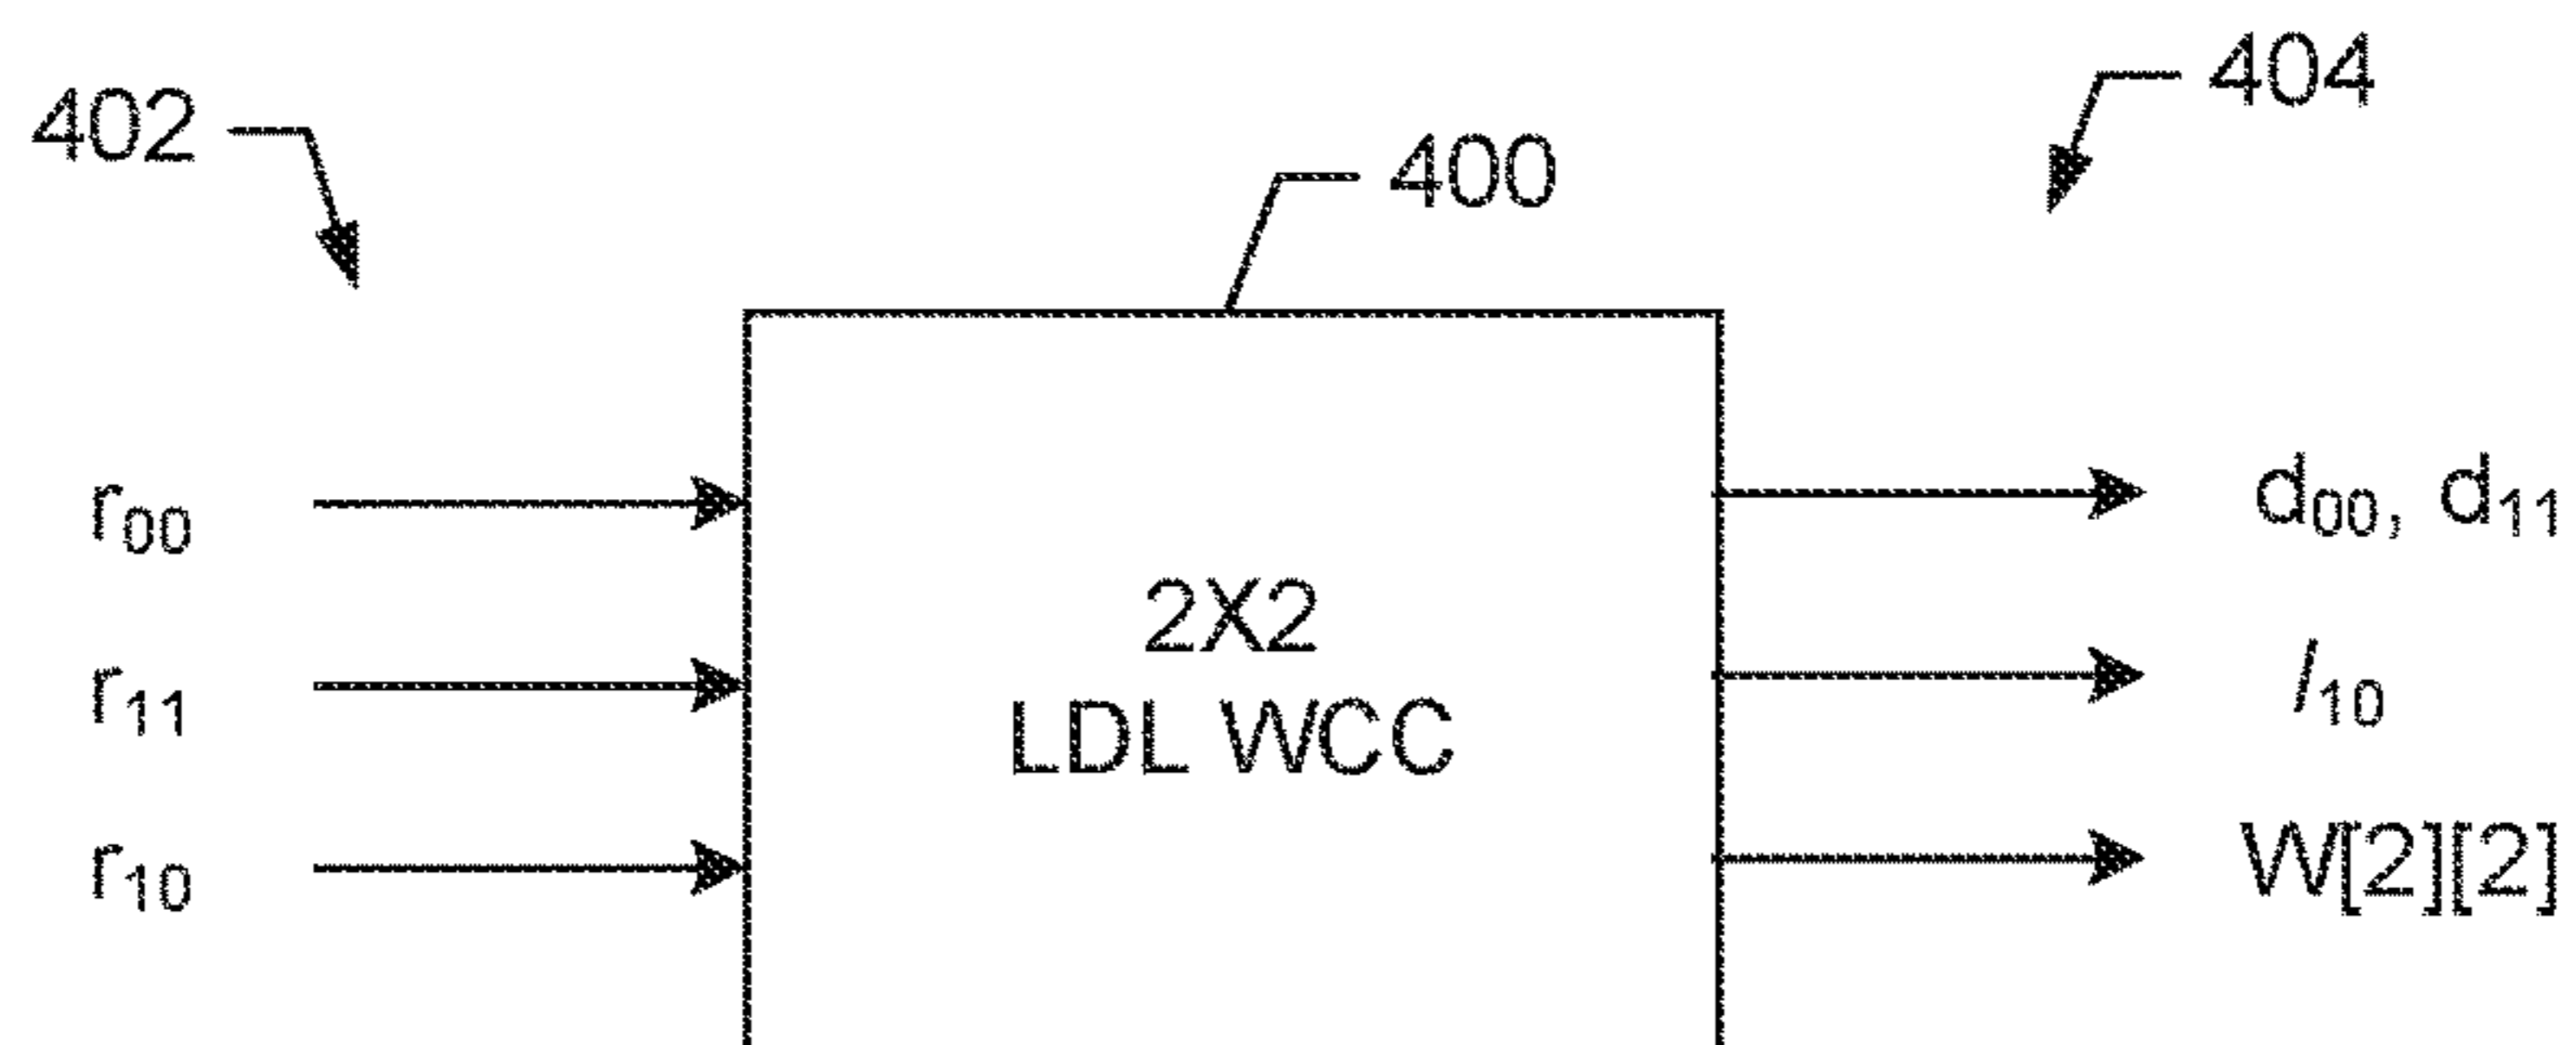 402
404
400
r₀₀
d₀₀, d₁₁
2X2
r₁₁
l₁₀
LDL WCC
r₁₀
W[2][2]